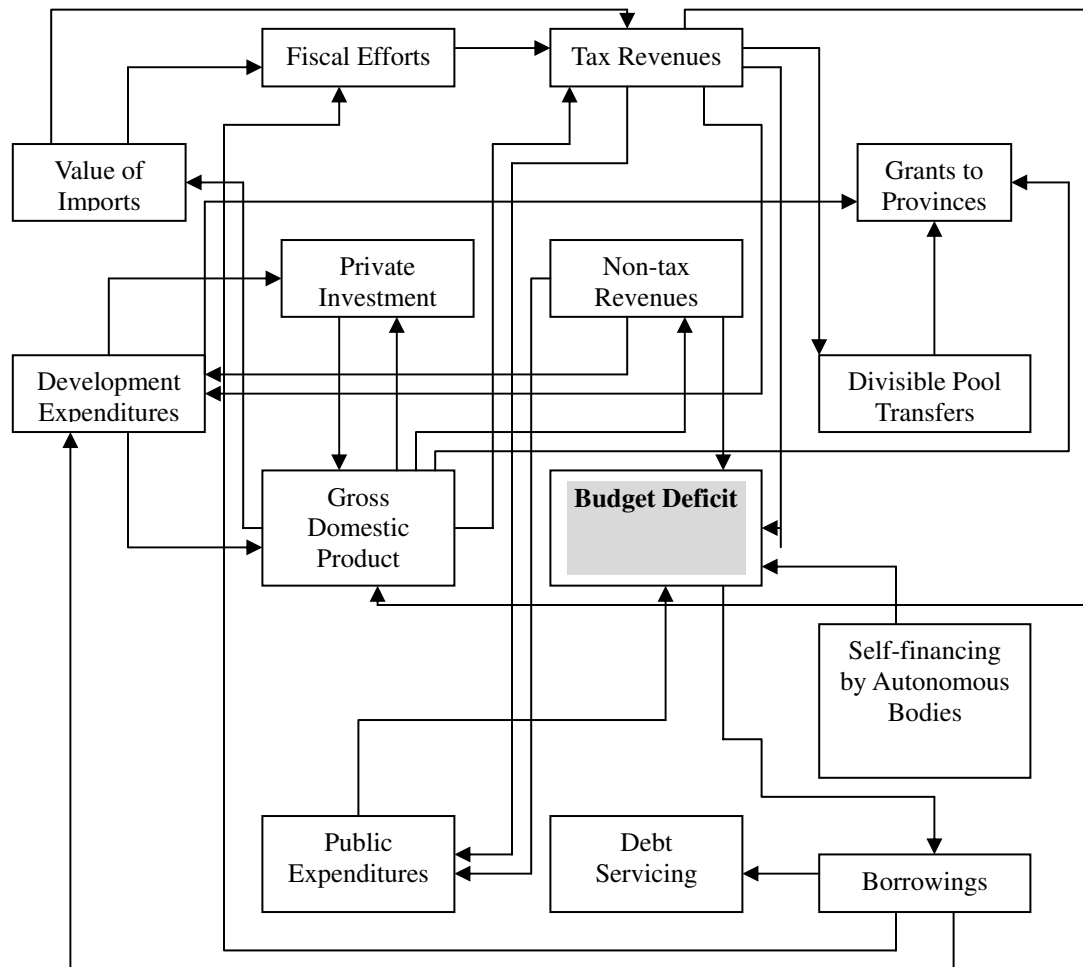 Fiscal Efforts
Tax Revenues
Value of
Imports
Grants to
Provinces
Private
Investment
Non-tax
Revenues
Development
Expenditures
Divisible Pool
Transfers
Gross
Domestic
Product
Budget Deficit
Self-financing
by Autonomous
Bodies
Public
Expenditures
Debt
Servicing
Borrowings